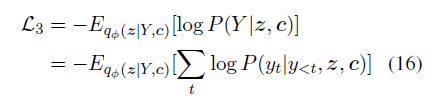 ℒ₃ = −E_{q_ϕ(z|Y,c)}[log P(Y|z, c)]
= −E_{q_ϕ(z|Y,c)}[∑_t log P(y_t|y_{<t}, z, c)] (16)